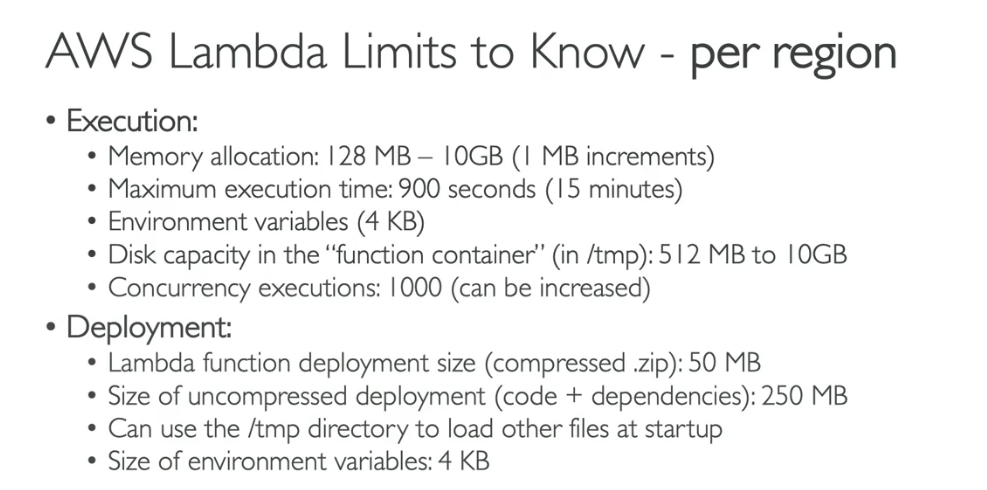 AWS Lambda Limits to Know - per region
• Execution:
• Memory allocation: 128 MB – 10GB (1 MB increments)
• Maximum execution time: 900 seconds (15 minutes)
• Environment variables (4 KB)
• Disk capacity in the “function container” (in /tmp): 512 MB to 10GB
• Concurrency executions: 1000 (can be increased)
• Deployment:
• Lambda function deployment size (compressed .zip): 50 MB
• Size of uncompressed deployment (code + dependencies): 250 MB
• Can use the /tmp directory to load other files at startup
• Size of environment variables: 4 KB